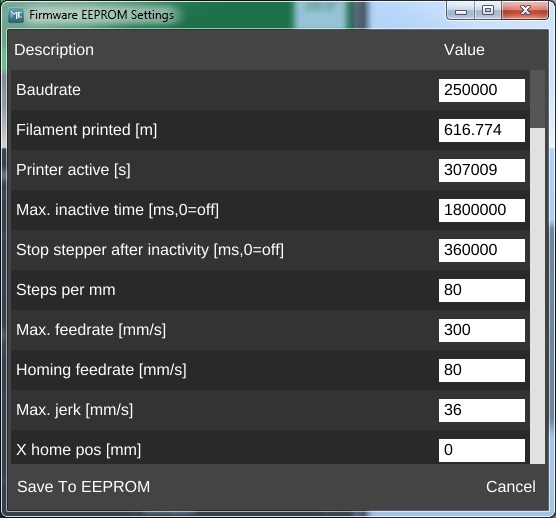 Firmware EEPROM Settings
Description Value
Baudrate 250000
Filament printed [m] 616.774
Printer active [s] 307009
Max. inactive time [ms,0=off] 1800000
Stop stepper after inactivity [ms,0=off] 360000
Steps per mm 80
Max. feedrate [mm/s] 300
Homing feedrate [mm/s] 80
Max. jerk [mm/s] 36
X home pos [mm] 0
Save To EEPROM Cancel